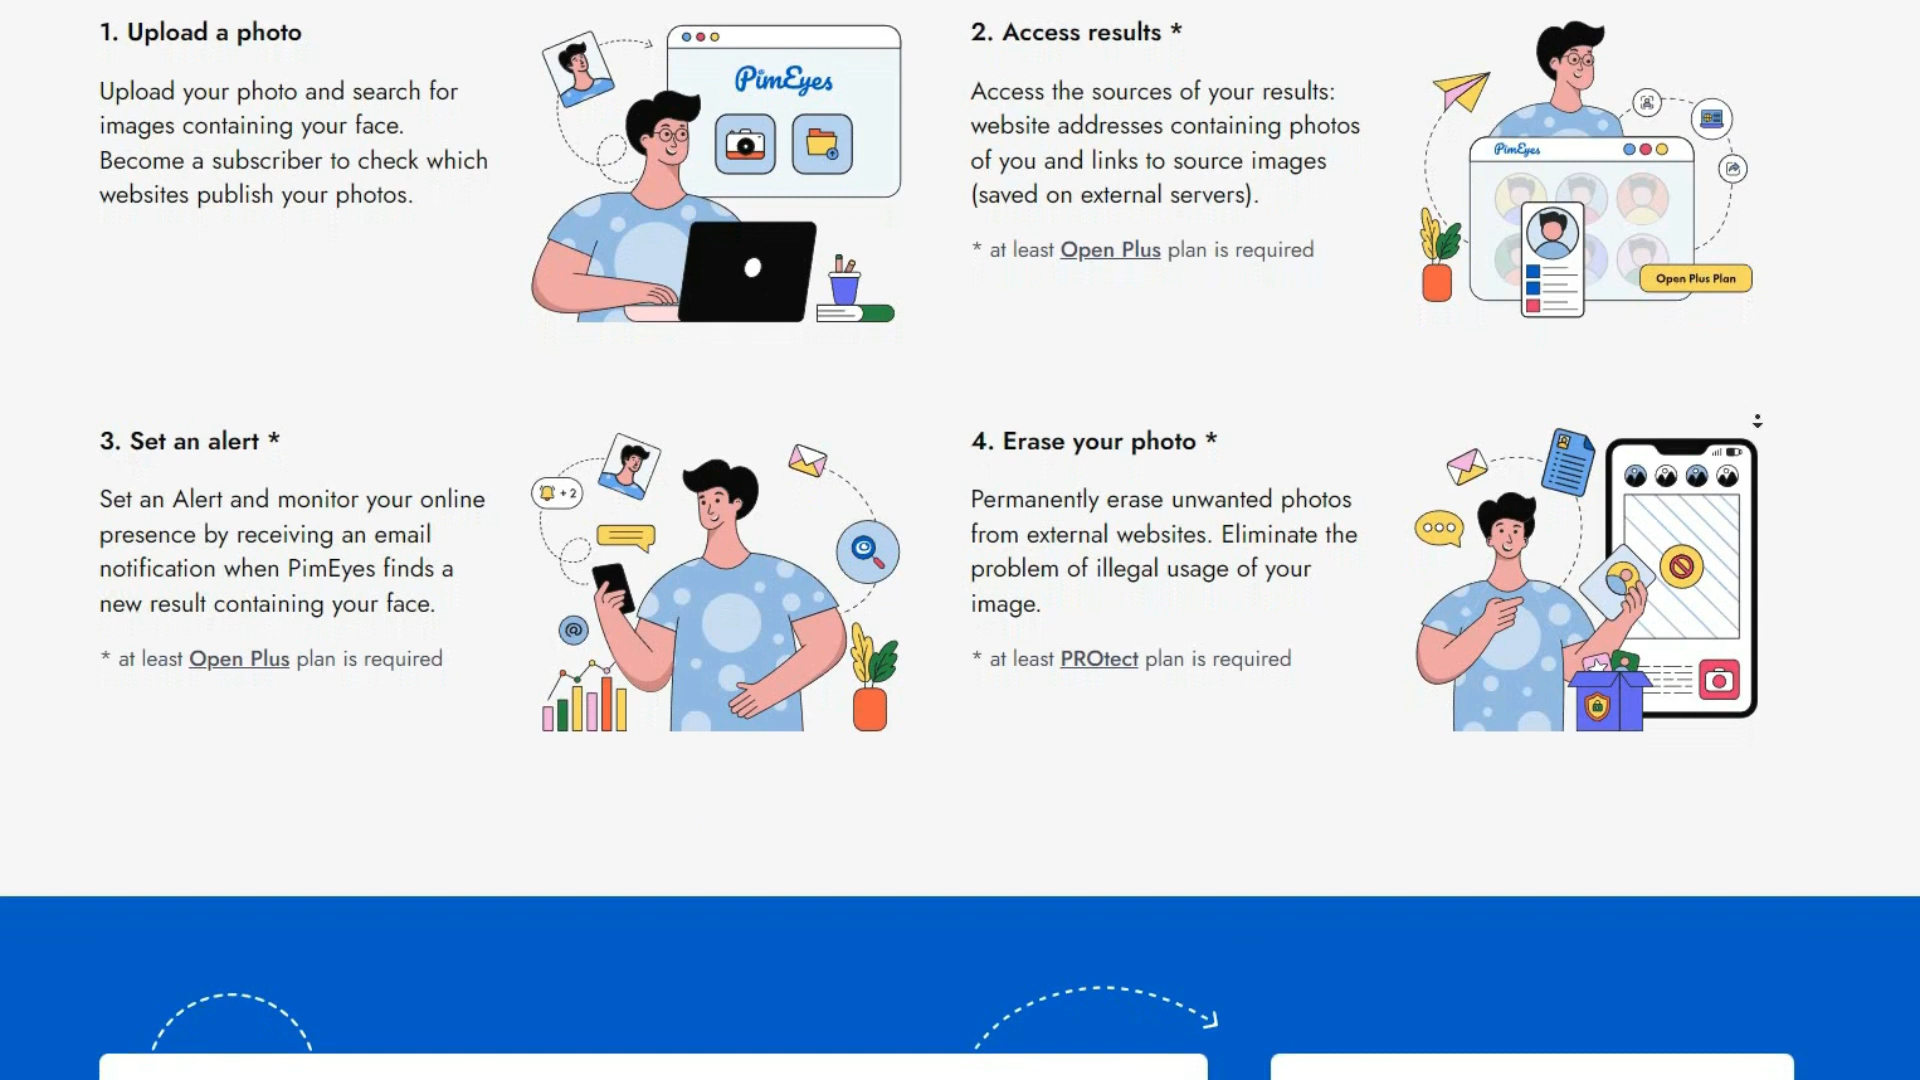 1. Upload a photo
Upload your photo and search for
images containing your face.
Become a subscriber to check which
websites publish your photos.
PimEyes
2. Access results *
Access the sources of your results:
website addresses containing photos
of you and links to source images
(saved on external servers).
* at least Open Plus plan is required
PimEyes
Open Plus Plan
3. Set an alert *
Set an Alert and monitor your online
presence by receiving an email
notification when PimEyes finds a
new result containing your face.
* at least Open Plus plan is required
+ 2
@
4. Erase your photo *
Permanently erase unwanted photos
from external websites. Eliminate the
problem of illegal usage of your
image.
* at least PROtect plan is required